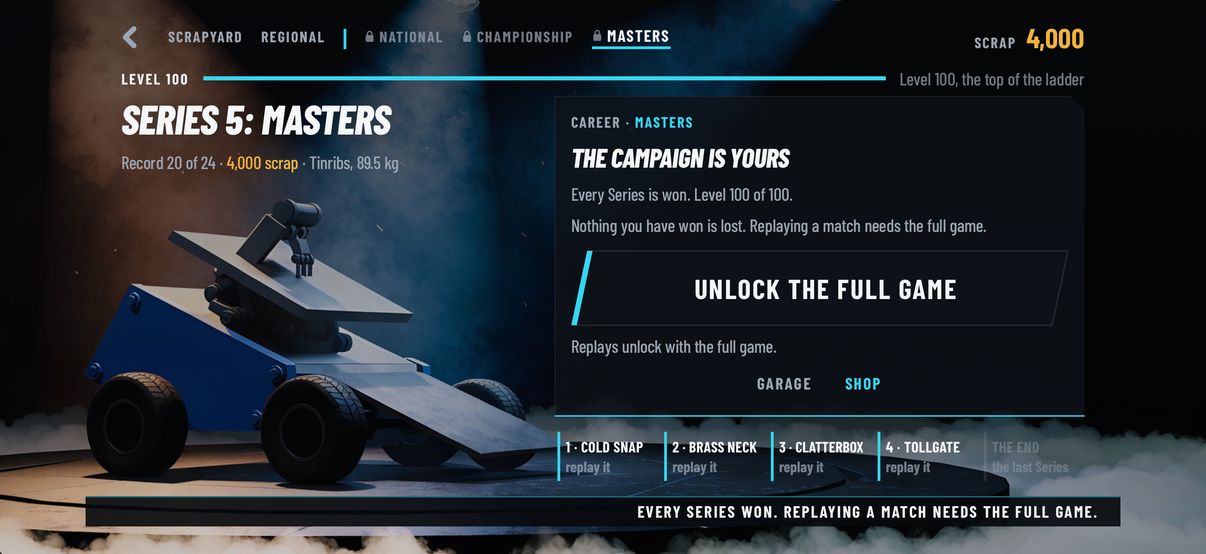 SCRAPYARD REGIONAL NATIONAL CHAMPIONSHIP MASTERS
SCRAP 4,000
LEVEL 100
Level 100, the top of the ladder
SERIES 5: MASTERS
Record 20 of 24 · 4,000 scrap · Tinribs, 89.5 kg
CAREER · MASTERS
THE CAMPAIGN IS YOURS
Every Series is won. Level 100 of 100.
Nothing you have won is lost. Replaying a match needs the full game.
UNLOCK THE FULL GAME
Replays unlock with the full game.
GARAGE SHOP
1 · COLD SNAP
replay it
2 · BRASS NECK
replay it
3 · CLATTERBOX
replay it
4 · TOLLGATE
replay it
THE END
the last Series
EVERY SERIES WON. REPLAYING A MATCH NEEDS THE FULL GAME.